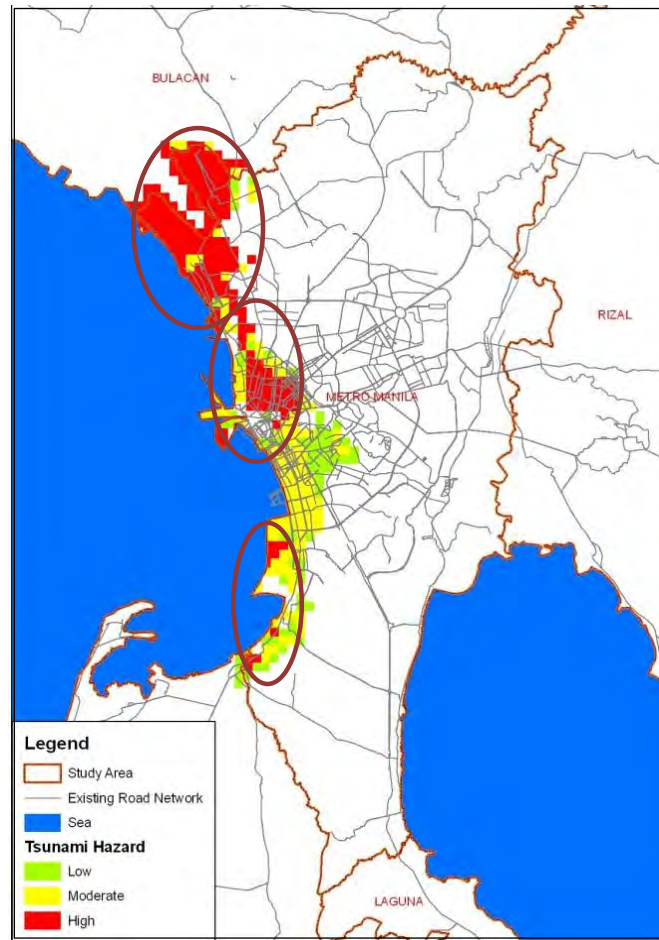 BULACAN
RIZAL
METRO MANILA
Legend
Study Area
Existing Road Network
Sea
Tsunami Hazard
Low
Moderate
High
LAGUNA